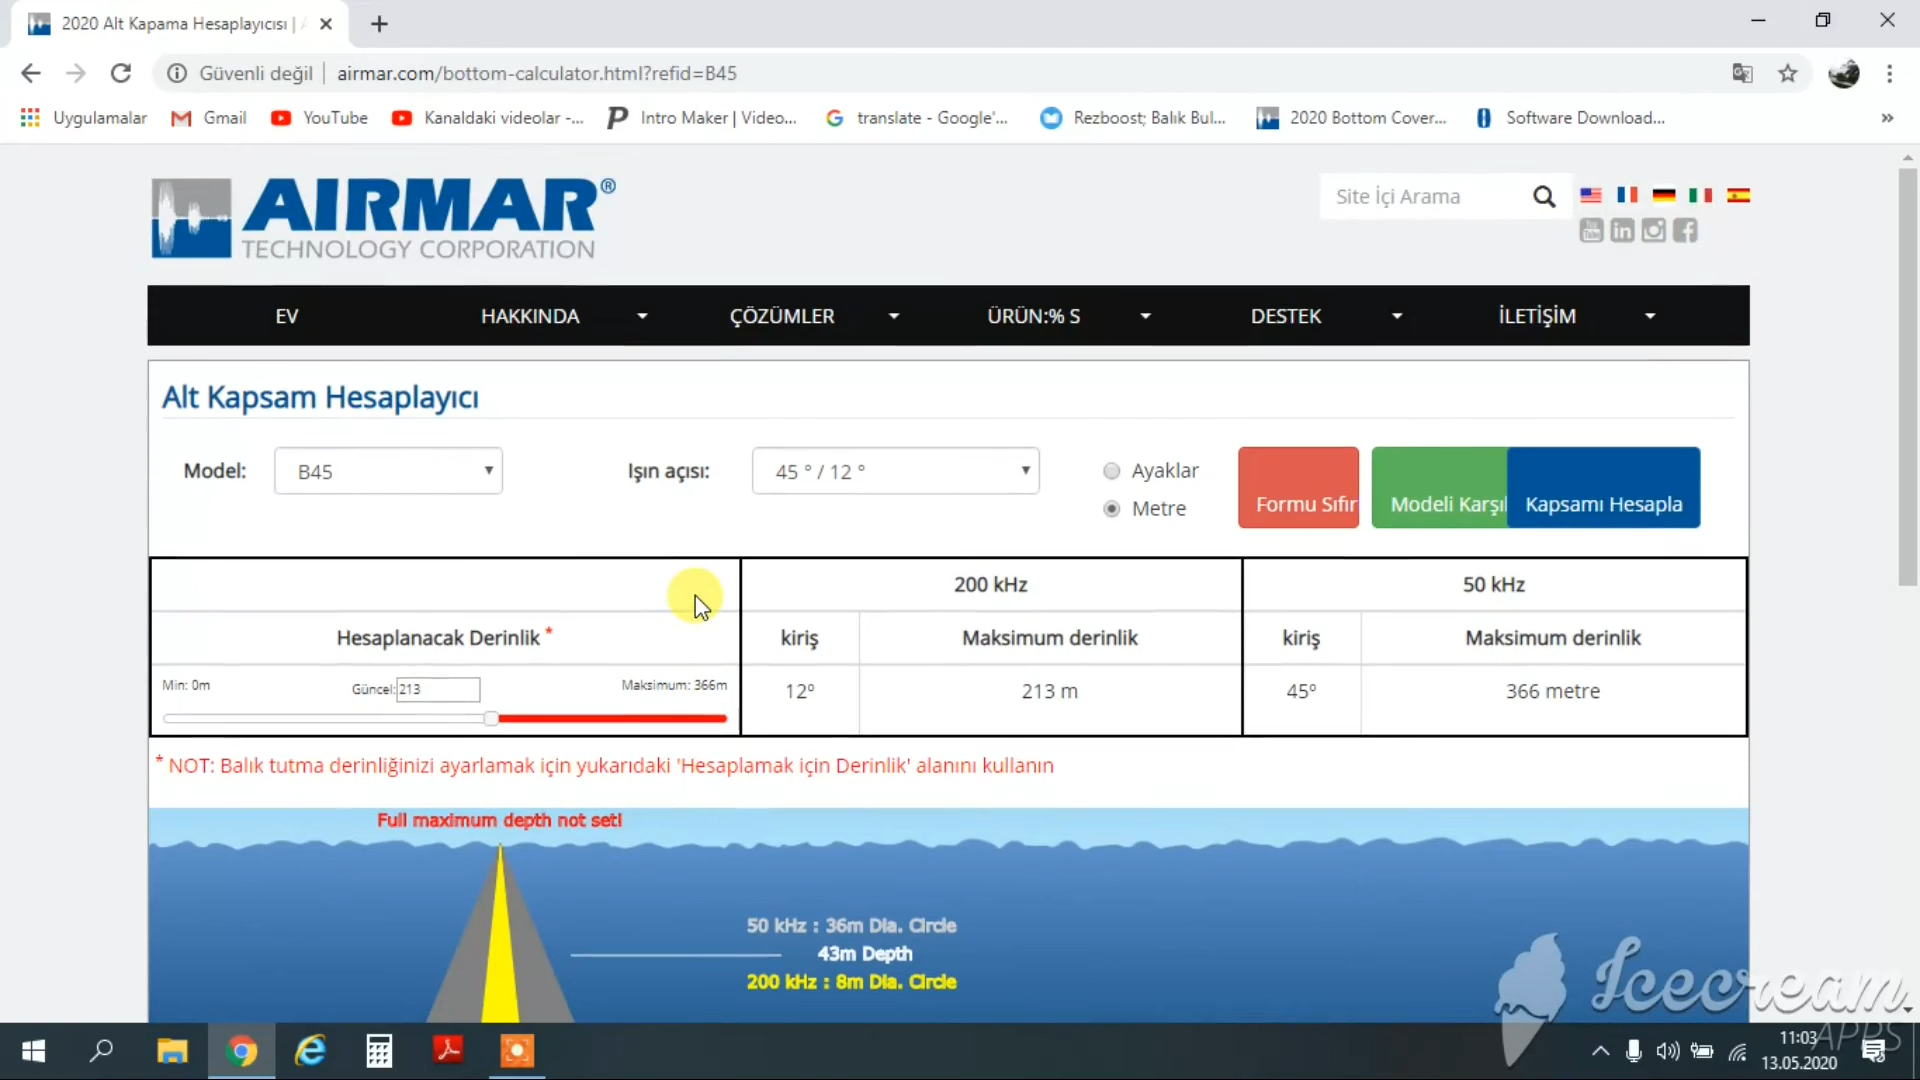 2020 Alt Kapama Hesaplayıcısı | A
Güvenli değil | airmar.com/bottom-calculator.html?refid=B45
Uygulamalar Gmail YouTube Kanaldaki videolar -... Intro Maker | Video... translate - Google'... Rezboost; Balık Bul... 2020 Bottom Cover... Software Download... »
AIRMAR®
TECHNOLOGY CORPORATION
Site İçi Arama
EV HAKKINDA ÇÖZÜMLER ÜRÜN:% S DESTEK İLETİŞİM
Alt Kapsam Hesaplayıcı
Model: B45 Işın açısı: 45 ° / 12 ° Ayaklar
Metre
Formu Sıfır Modeli Karşıl Kapsamı Hesapla
200 kHz 50 kHz
Hesaplanacak Derinlik * kiriş Maksimum derinlik kiriş Maksimum derinlik
Min: 0m Güncel: 213 Maksimum: 366m 12º 213 m 45º 366 metre
* NOT: Balık tutma derinliğinizi ayarlamak için yukarıdaki 'Hesaplamak için Derinlik' alanını kullanın
Full maximum depth not set!
50 kHz : 36m Dia. Circle
43m Depth
200 kHz : 8m Dia. Circle
Icecream
APPS
11:03
13.05.2020